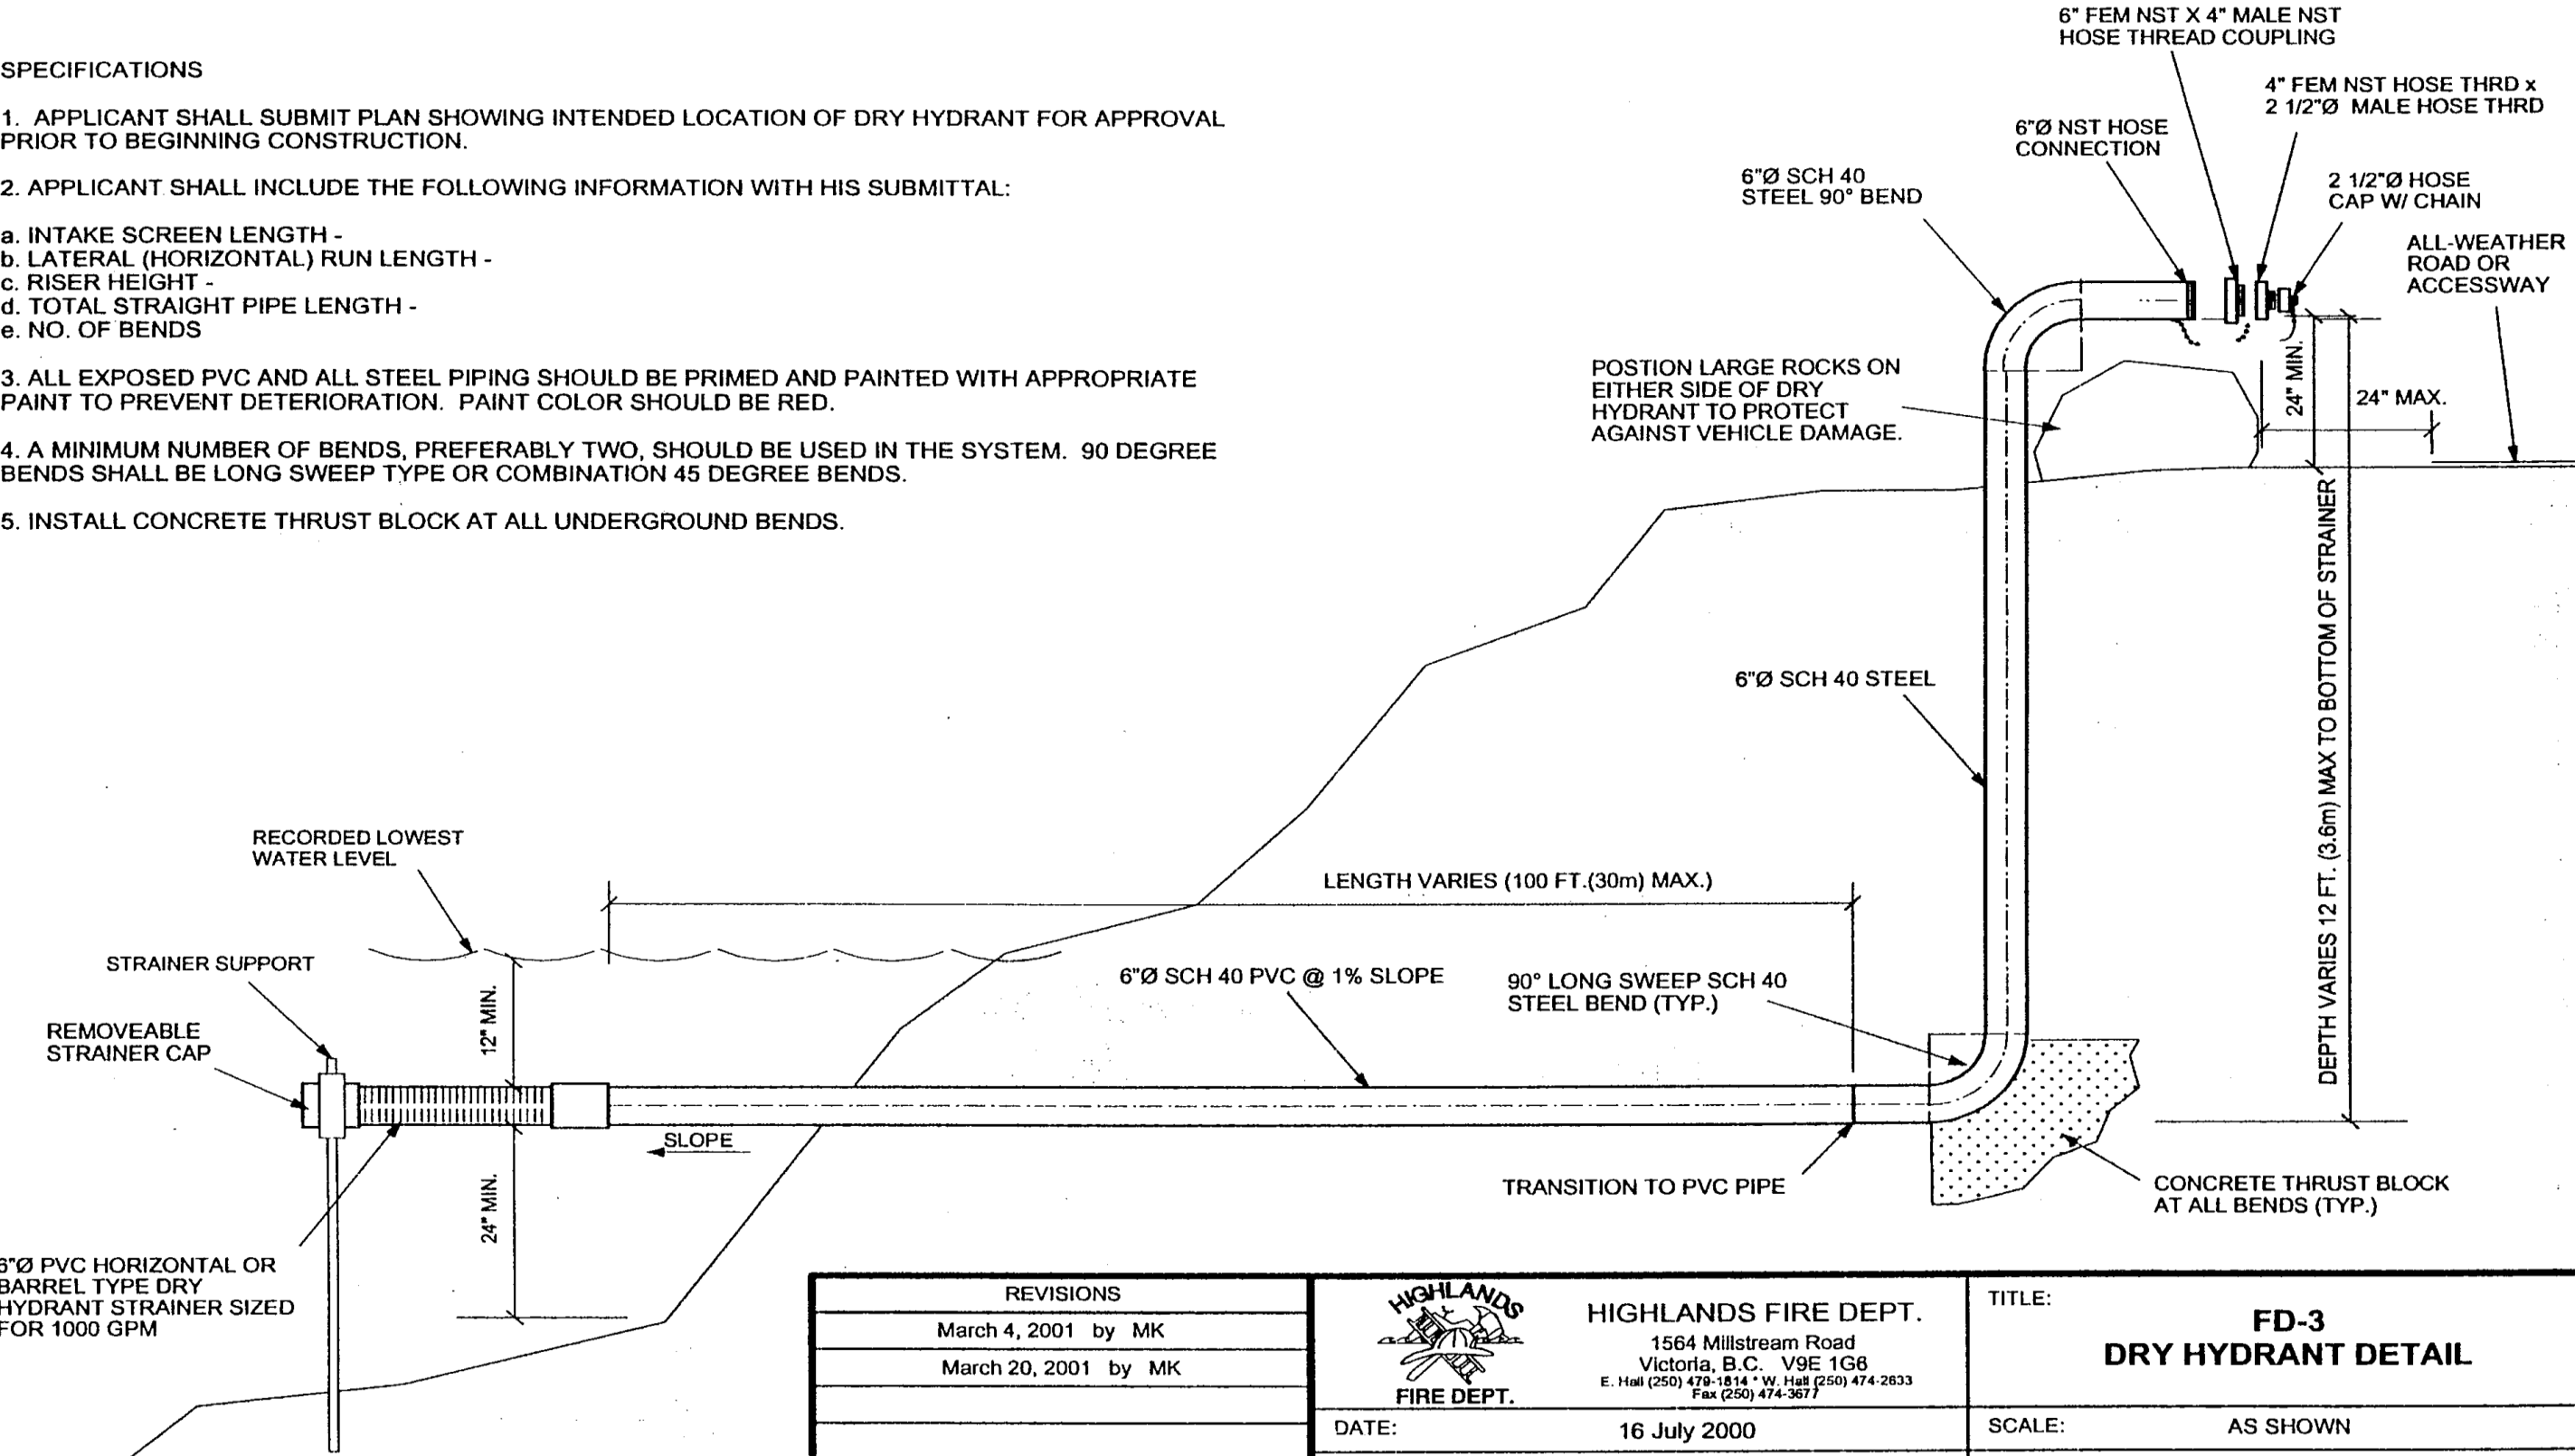 SPECIFICATIONS
1. APPLICANT SHALL SUBMIT PLAN SHOWING INTENDED LOCATION OF DRY HYDRANT FOR APPROVAL
PRIOR TO BEGINNING CONSTRUCTION.
2. APPLICANT SHALL INCLUDE THE FOLLOWING INFORMATION WITH HIS SUBMITTAL:
a. INTAKE SCREEN LENGTH -
b. LATERAL (HORIZONTAL) RUN LENGTH -
c. RISER HEIGHT -
d. TOTAL STRAIGHT PIPE LENGTH -
e. NO. OF BENDS
3. ALL EXPOSED PVC AND ALL STEEL PIPING SHOULD BE PRIMED AND PAINTED WITH APPROPRIATE
PAINT TO PREVENT DETERIORATION. PAINT COLOR SHOULD BE RED.
4. A MINIMUM NUMBER OF BENDS, PREFERABLY TWO, SHOULD BE USED IN THE SYSTEM. 90 DEGREE
BENDS SHALL BE LONG SWEEP TYPE OR COMBINATION 45 DEGREE BENDS.
5. INSTALL CONCRETE THRUST BLOCK AT ALL UNDERGROUND BENDS.
6" FEM NST X 4" MALE NST
HOSE THREAD COUPLING
4" FEM NST HOSE THRD x
2 1/2"Ø MALE HOSE THRD
6"Ø NST HOSE
CONNECTION
6"Ø SCH 40
STEEL 90° BEND
2 1/2"Ø HOSE
CAP W/ CHAIN
ALL-WEATHER
ROAD OR
ACCESSWAY
POSTION LARGE ROCKS ON
EITHER SIDE OF DRY
HYDRANT TO PROTECT
AGAINST VEHICLE DAMAGE.
24" MIN.
24" MAX.
DEPTH VARIES 12 FT. (3.6m) MAX TO BOTTOM OF STRAINER
6"Ø SCH 40 STEEL
RECORDED LOWEST
WATER LEVEL
LENGTH VARIES (100 FT.(30m) MAX.)
STRAINER SUPPORT
6"Ø SCH 40 PVC @ 1% SLOPE
90° LONG SWEEP SCH 40
STEEL BEND (TYP.)
REMOVEABLE
STRAINER CAP
12" MIN.
SLOPE
24" MIN.
TRANSITION TO PVC PIPE
CONCRETE THRUST BLOCK
AT ALL BENDS (TYP.)
6"Ø PVC HORIZONTAL OR
BARREL TYPE DRY
HYDRANT STRAINER SIZED
FOR 1000 GPM
REVISIONS
March 4, 2001 by MK
March 20, 2001 by MK
HIGHLANDS
FIRE DEPT.
HIGHLANDS FIRE DEPT.
1564 Millstream Road
Victoria, B.C. V9E 1G6
E. Hall (250) 479-1814 * W. Hall (250) 474-2633
Fax (250) 474-3677
DATE: 16 July 2000
TITLE:
FD-3
DRY HYDRANT DETAIL
SCALE: AS SHOWN